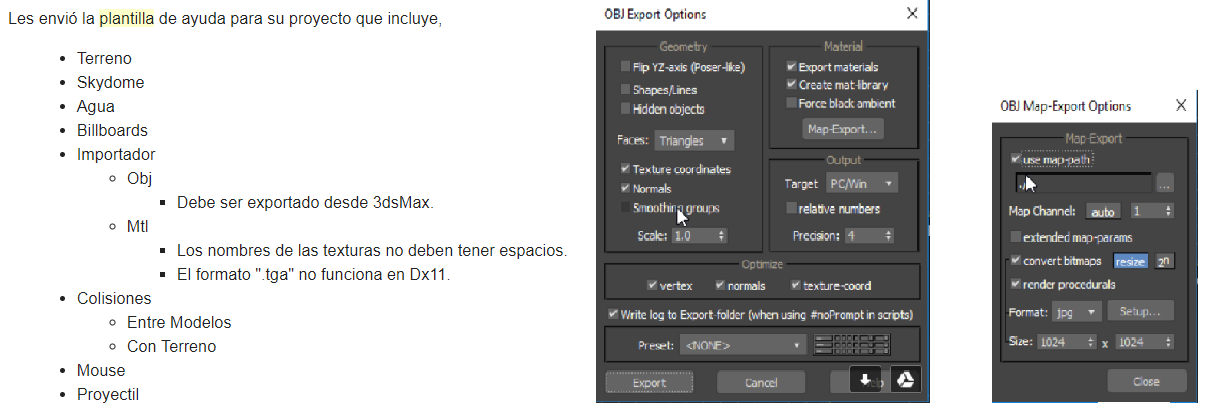 Les envió la plantilla de ayuda para su proyecto que incluye,
Terreno
Skydome
Agua
Billboards
Importador
Obj
Debe ser exportado desde 3dsMax.
Mtl
Los nombres de las texturas no deben tener espacios.
El formato ".tga" no funciona en Dx11.
Colisiones
Entre Modelos
Con Terreno
Mouse
Proyectil
OBJ Export Options
Geometry
Flip YZ-axis (Poser-like)
Shapes/Lines
Hidden objects
Faces: Triangles
Texture coordinates
Normals
Smoothing groups
Scale: 1.0
Material
Export materials
Create mat-library
Force black ambient
Map-Export...
Output
Target PC/Win
relative numbers
Precision: 4
Optimize
vertex normals texture-coord
Write log to Export-folder (when using #noPrompt in scripts)
Preset: <NONE>
Export Cancel
OBJ Map-Export Options
Map-Export
use map-path
...
Map Channel: auto 1
extended map-params
convert bitmaps resize 2n
render procedurals
Format: jpg Setup...
Size: 1024 x 1024
Close